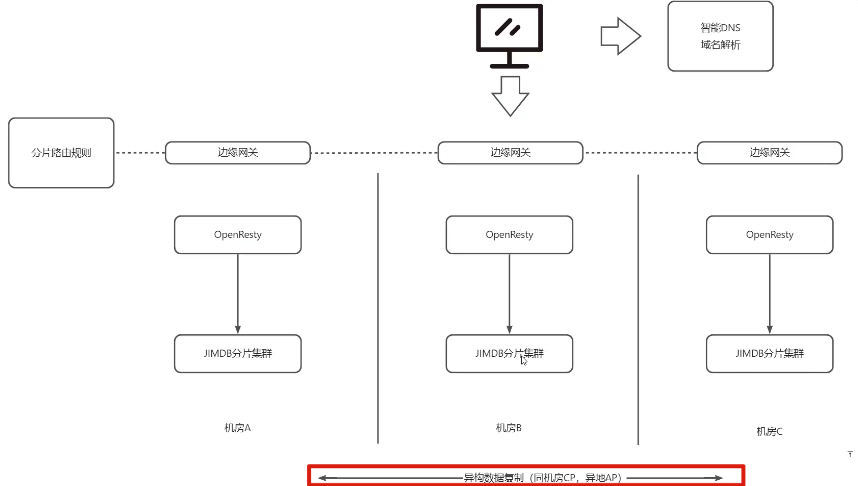 智能DNS
域名解析
分片路由规则
边缘网关
边缘网关
边缘网关
OpenResty
OpenResty
OpenResty
JIMDB分片集群
JIMDB分片集群
JIMDB分片集群
机房A
机房B
机房C
异构数据复制（同机房CP，异地AP）